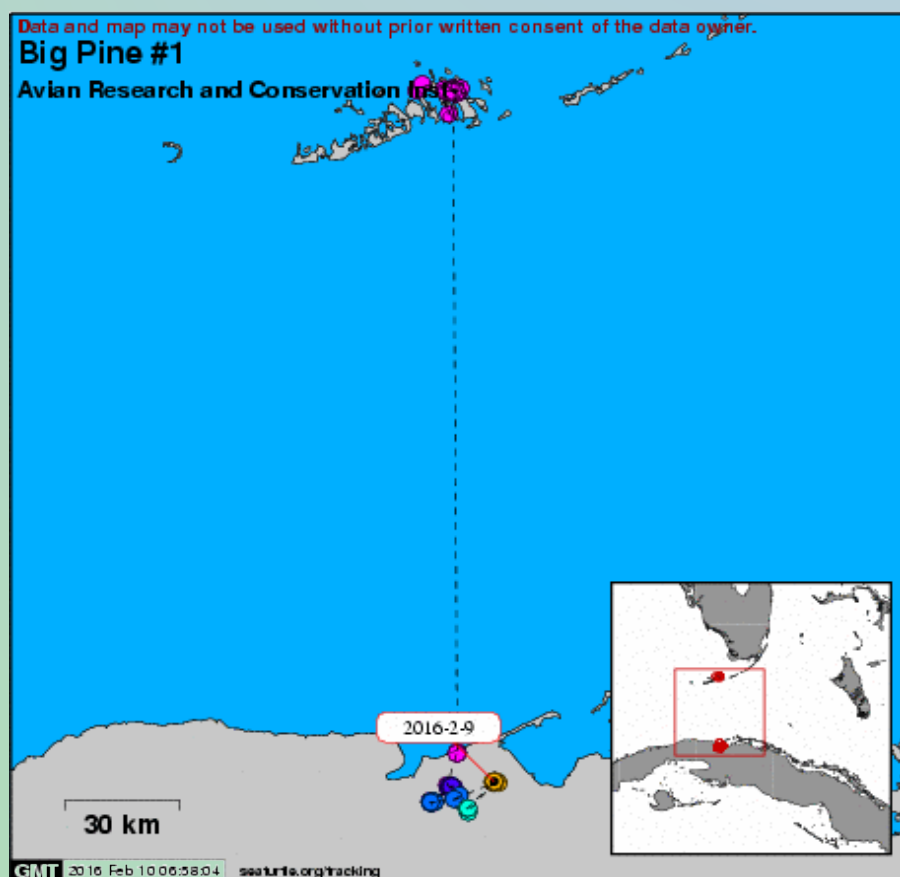 Data and map may not be used without prior written consent of the data owner.
Big Pine #1
Avian Research and Conservation Inst.
2016-2-9
30 km
GMT 2016 Feb 10 06:58:04 seaturtle.org/tracking